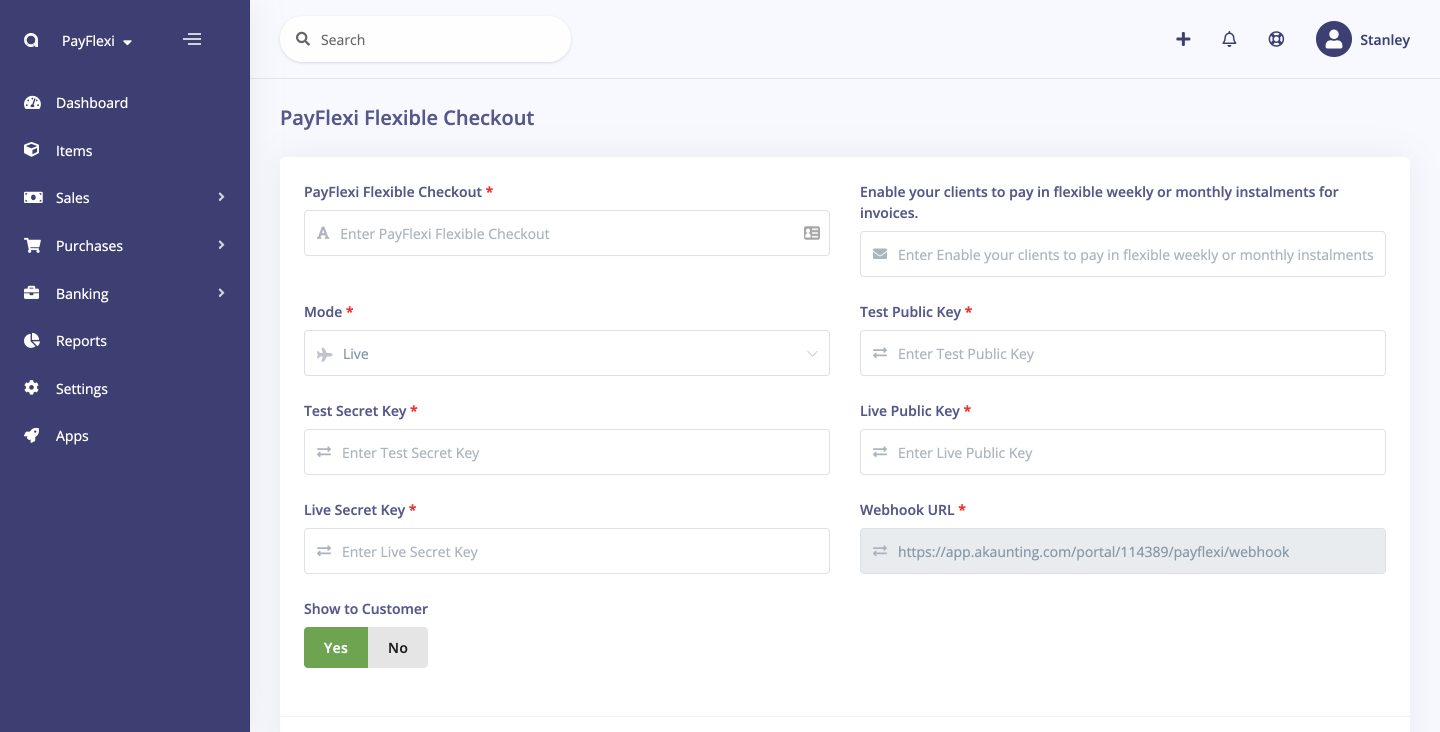 PayFlexi
Search
Stanley
Dashboard
Items
Sales
Purchases
Banking
Reports
Settings
Apps
PayFlexi Flexible Checkout
PayFlexi Flexible Checkout *
Enter PayFlexi Flexible Checkout
Enable your clients to pay in flexible weekly or monthly instalments for
invoices.
Enter Enable your clients to pay in flexible weekly or monthly instalments
Mode *
Live
Test Public Key *
Enter Test Public Key
Test Secret Key *
Enter Test Secret Key
Live Public Key *
Enter Live Public Key
Live Secret Key *
Enter Live Secret Key
Webhook URL *
https://app.akaunting.com/portal/114389/payflexi/webhook
Show to Customer
Yes No